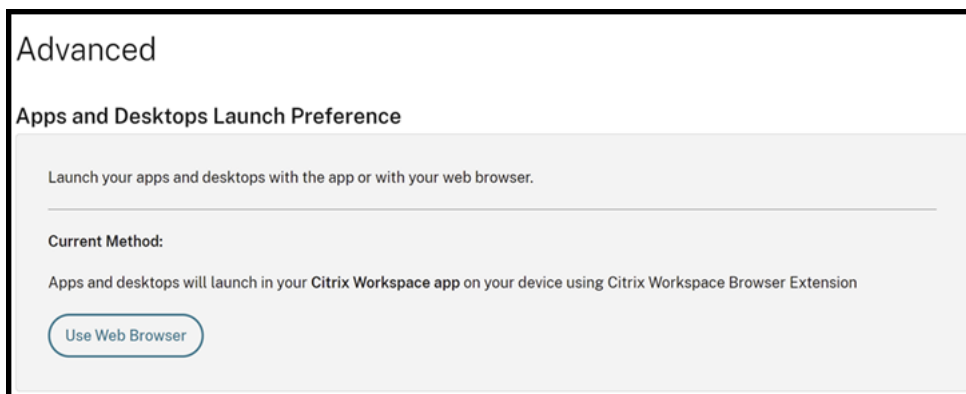 Advanced
Apps and Desktops Launch Preference
Launch your apps and desktops with the app or with your web browser.
Current Method:
Apps and desktops will launch in your Citrix Workspace app on your device using Citrix Workspace Browser Extension
Use Web Browser